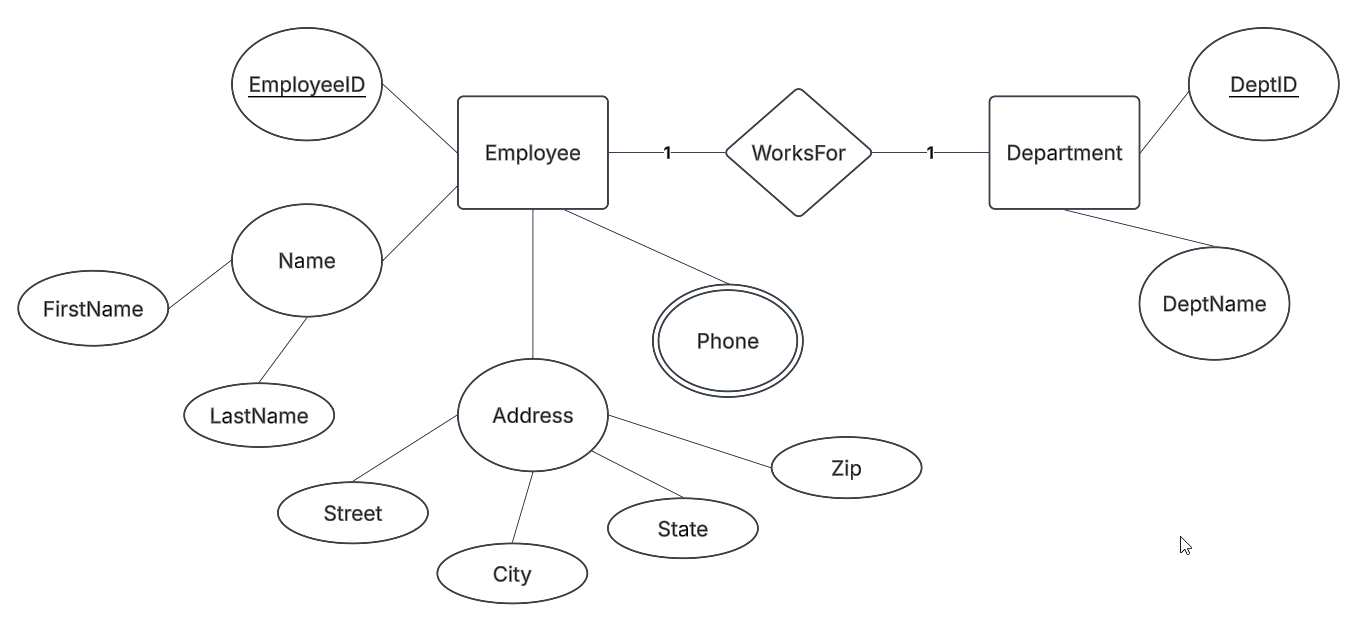 EmployeeID
DeptID
Employee
1
WorksFor
1
Department
Name
FirstName
DeptName
Phone
LastName
Address
Zip
Street
State
City